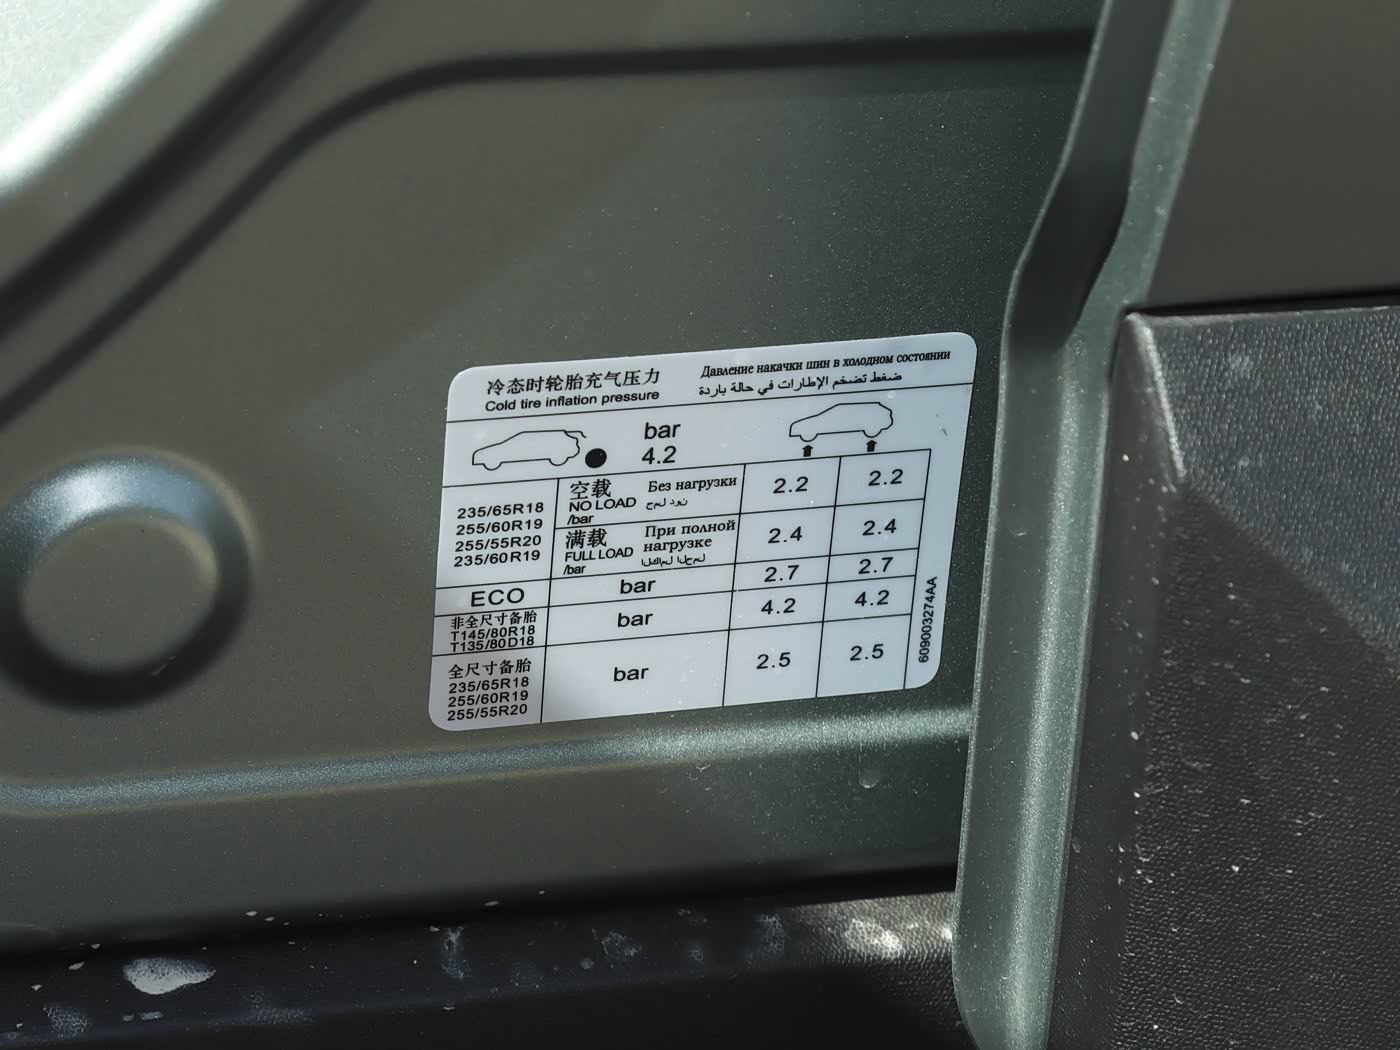 冷态时轮胎充气压力
Cold tire inflation pressure
Давление накачки шин в холодном состоянии
ضغط تضخم الإطارات في حالة باردة
bar
4.2
235/65R18
255/60R19
255/55R20
235/60R19
空载
NO LOAD
/bar
Без нагрузки
2.2
2.2
满载
FULL LOAD
/bar
При полной
нагрузке
2.4
2.4
ECO
bar
2.7
2.7
非全尺寸备胎
T145/80R18
T135/80D18
bar
4.2
4.2
全尺寸备胎
235/65R18
255/60R19
255/55R20
bar
2.5
2.5
609003274AA